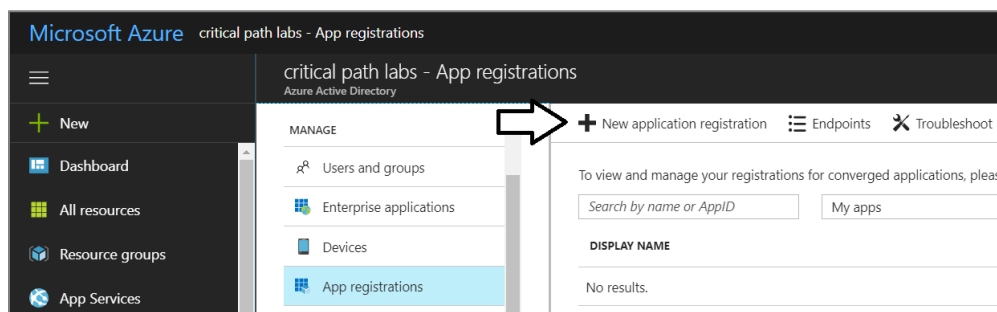 Microsoft Azure critical path labs - App registrations
critical path labs - App registrations
Azure Active Directory
New
Dashboard
All resources
Resource groups
App Services
MANAGE
Users and groups
Enterprise applications
Devices
App registrations
New application registration Endpoints Troubleshoot
To view and manage your registrations for converged applications, pleas
Search by name or AppID My apps
DISPLAY NAME
No results.